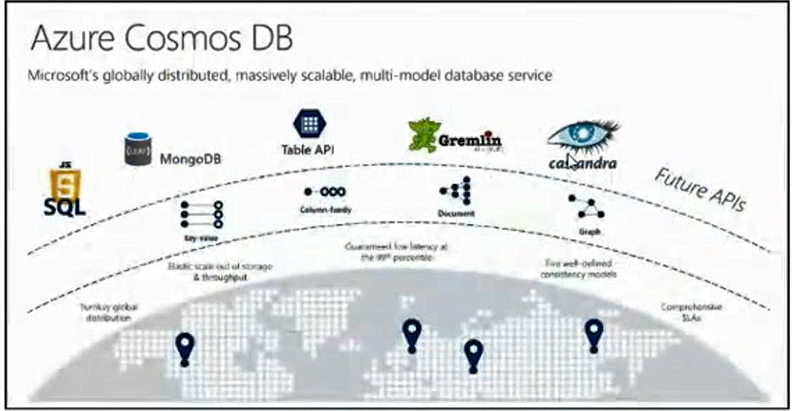 Azure Cosmos DB
Microsoft's globally distributed, massively scalable, multi-model database service
JS
SQL
{LEAF}
MongoDB
Table API
Gremlin
cassandra
Future APIs
Key-value
Column-family
Document
Graph
Turnkey global
distribution
Elastic scale out of storage
& throughput
Guaranteed low latency at
the 99th percentile
Five well-defined
consistency models
Comprehensive
SLAs